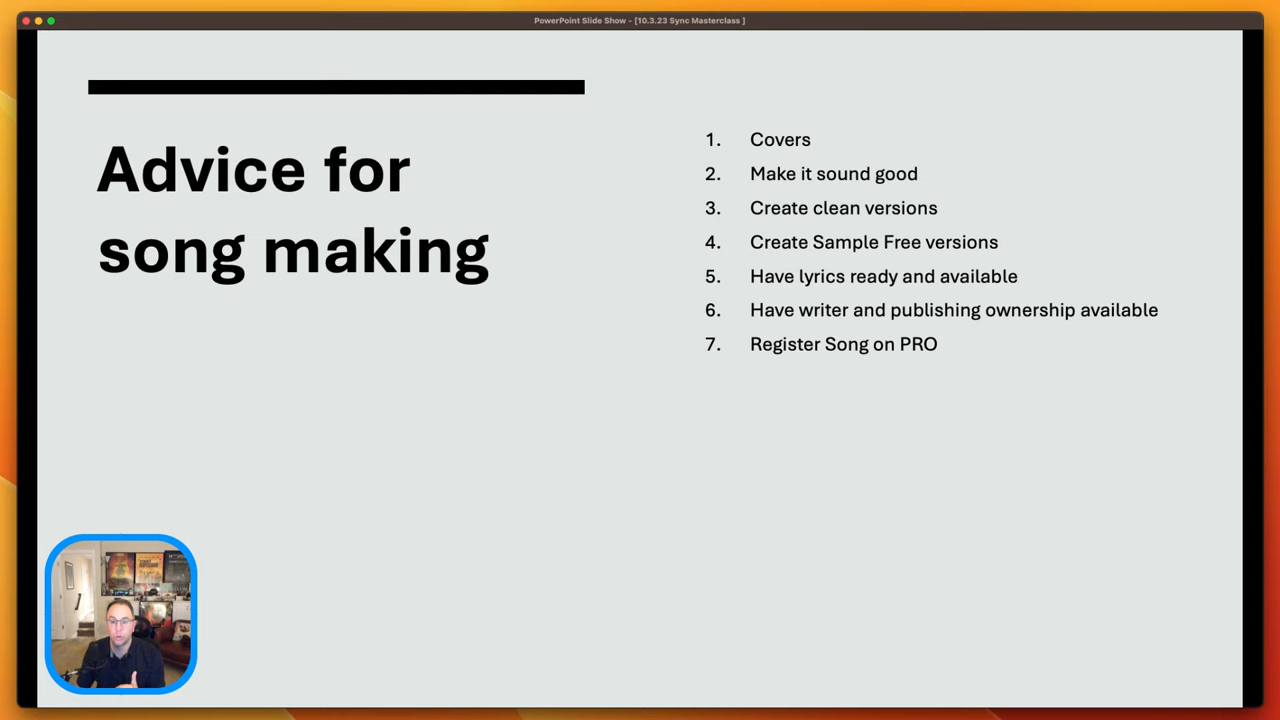 PowerPoint Slide Show - [10.3.23 Sync Masterclass ]
Advice for
song making
1. Covers
2. Make it sound good
3. Create clean versions
4. Create Sample Free versions
5. Have lyrics ready and available
6. Have writer and publishing ownership available
7. Register Song on PRO